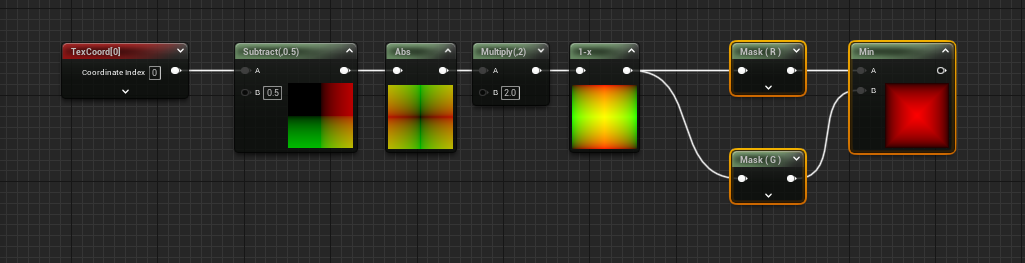 TexCoord[0]
Coordinate Index 0
Subtract(,0.5)
A
B 0.5
Abs
Multiply(,2)
A
B 2.0
1-x
Mask ( R )
Mask ( G )
Min
A
B